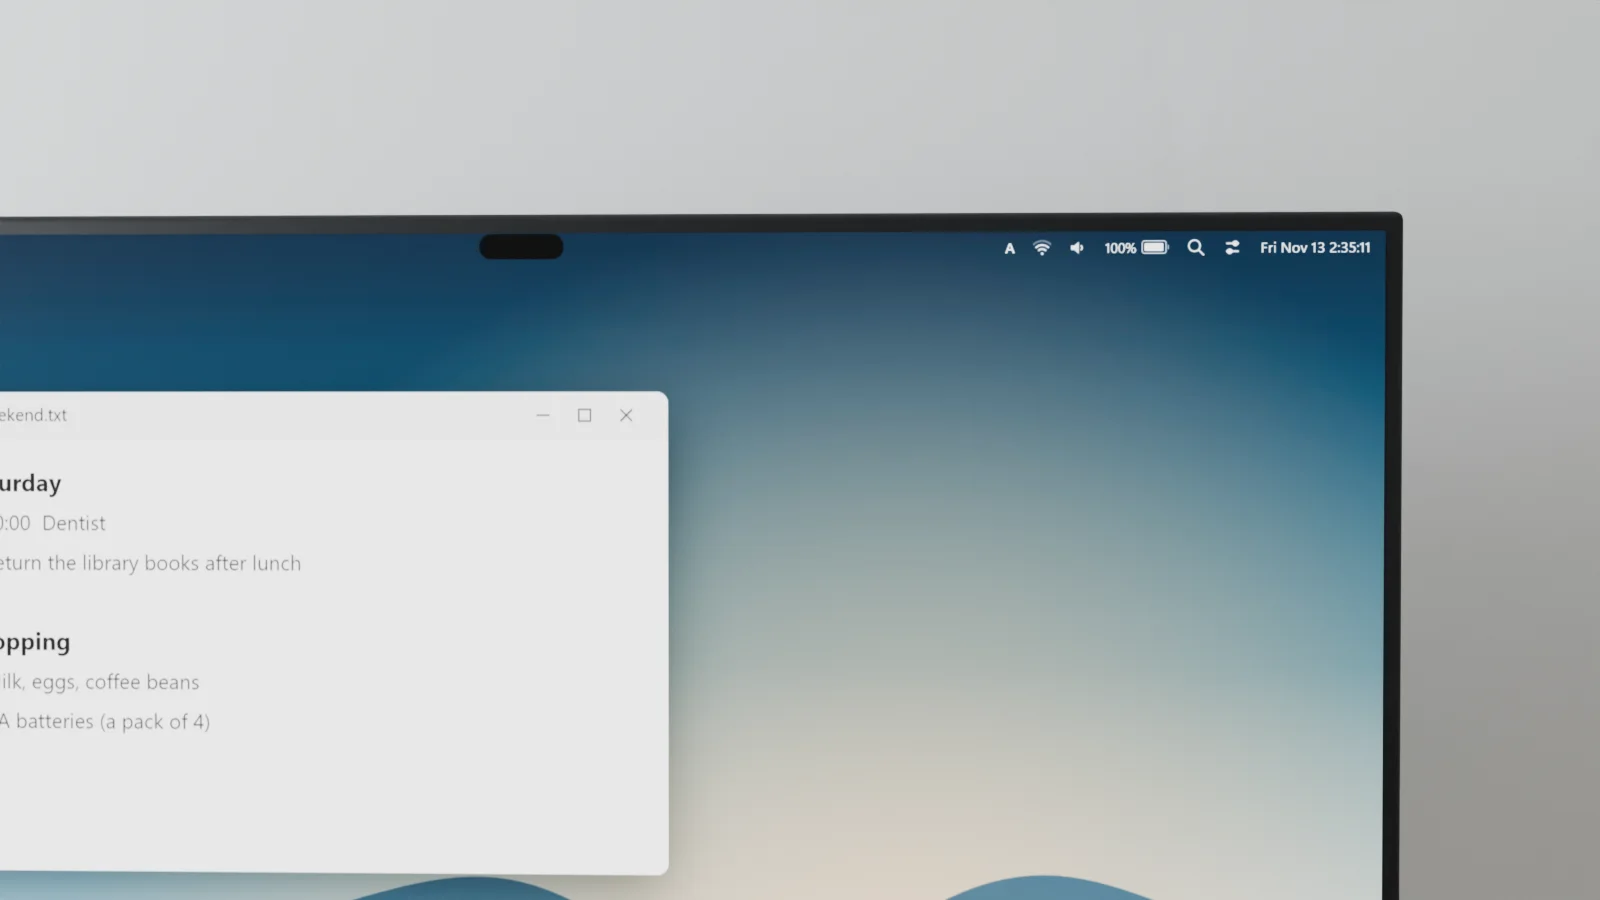 A 100% Fri Nov 13 2:35:11
ekend.txt
urday
0:00 Dentist
eturn the library books after lunch
opping
ilk, eggs, coffee beans
A batteries (a pack of 4)